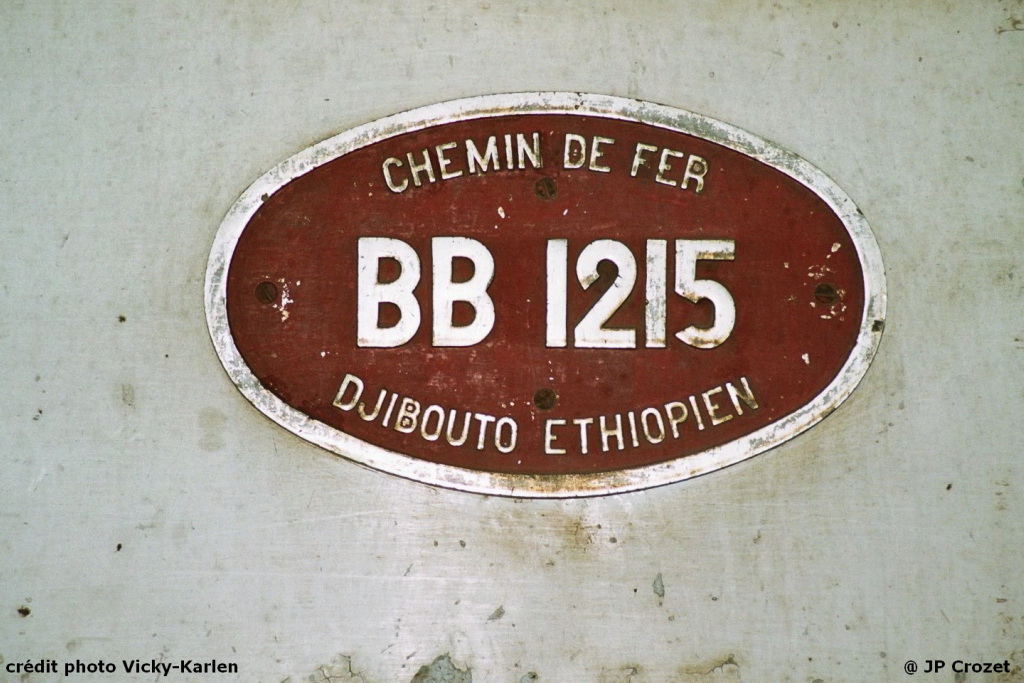 CHEMIN DE FER
BB 1215
DJIBOUTO ETHIOPIEN
crédit photo Vicky-Karlen
@ JP Crozet